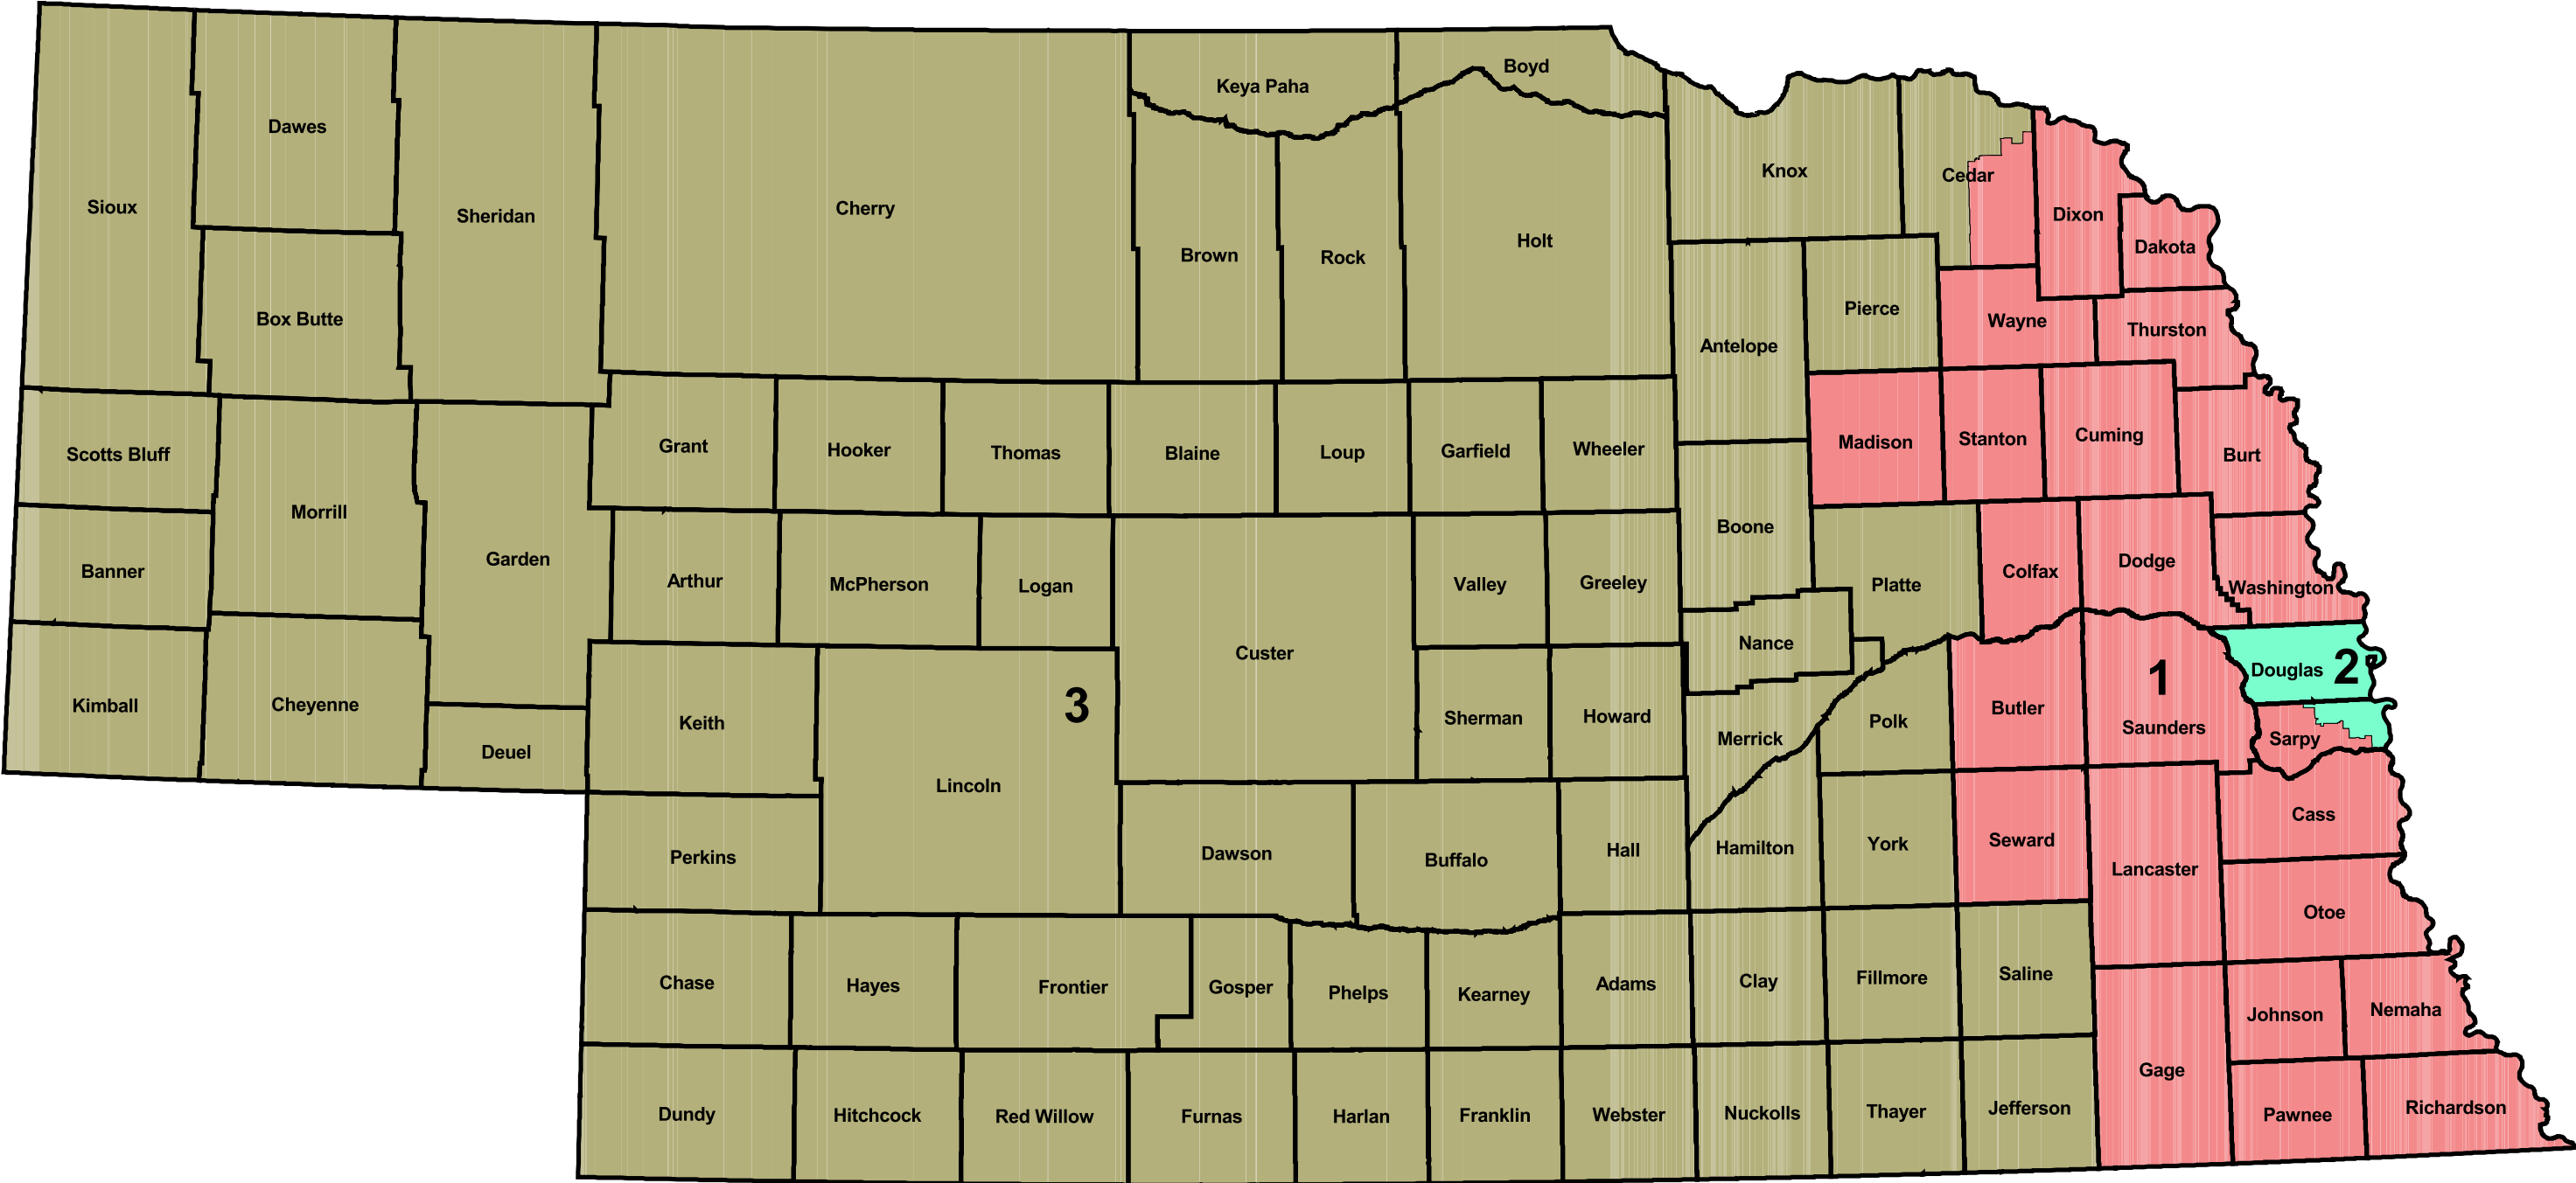 Keya Paha
Boyd
Dawes
Sioux
Sheridan
Cherry
Brown
Rock
Holt
Knox
Cedar
Dixon
Dakota
Box Butte
Antelope
Pierce
Wayne
Thurston
Scotts Bluff
Morrill
Garden
Grant
Hooker
Thomas
Blaine
Loup
Garfield
Wheeler
Madison
Stanton
Cuming
Burt
Banner
Arthur
McPherson
Logan
Custer
Valley
Greeley
Boone
Platte
Colfax
Dodge
Washington
Nance
Kimball
Cheyenne
Deuel
Keith
3
Lincoln
Sherman
Howard
Merrick
Polk
Butler
1
Saunders
Douglas
2
Sarpy
Perkins
Dawson
Buffalo
Hall
Hamilton
York
Seward
Lancaster
Cass
Otoe
Chase
Hayes
Frontier
Gosper
Phelps
Kearney
Adams
Clay
Fillmore
Saline
Johnson
Nemaha
Gage
Dundy
Hitchcock
Red Willow
Furnas
Harlan
Franklin
Webster
Nuckolls
Thayer
Jefferson
Pawnee
Richardson